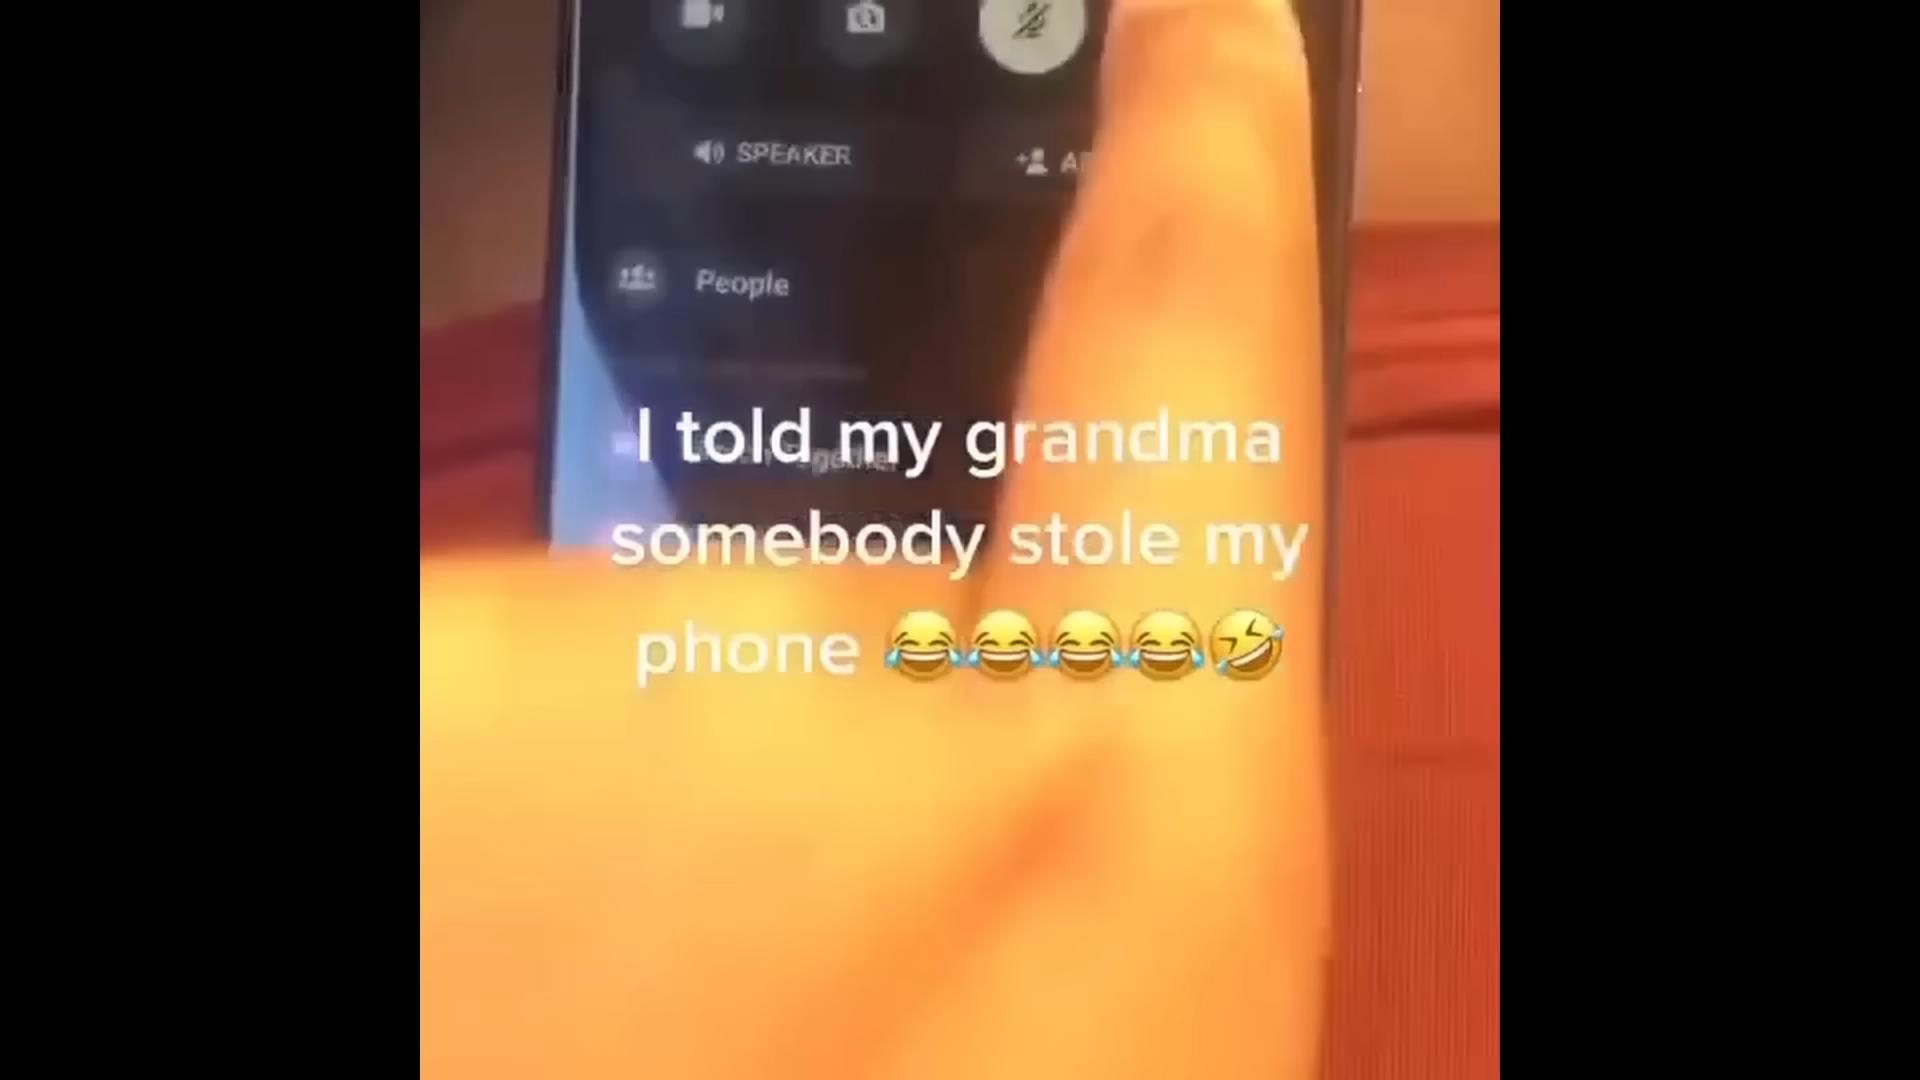 SPEAKER
People
I told my grandma
somebody stole my
phone 😂😂😂😂🤣